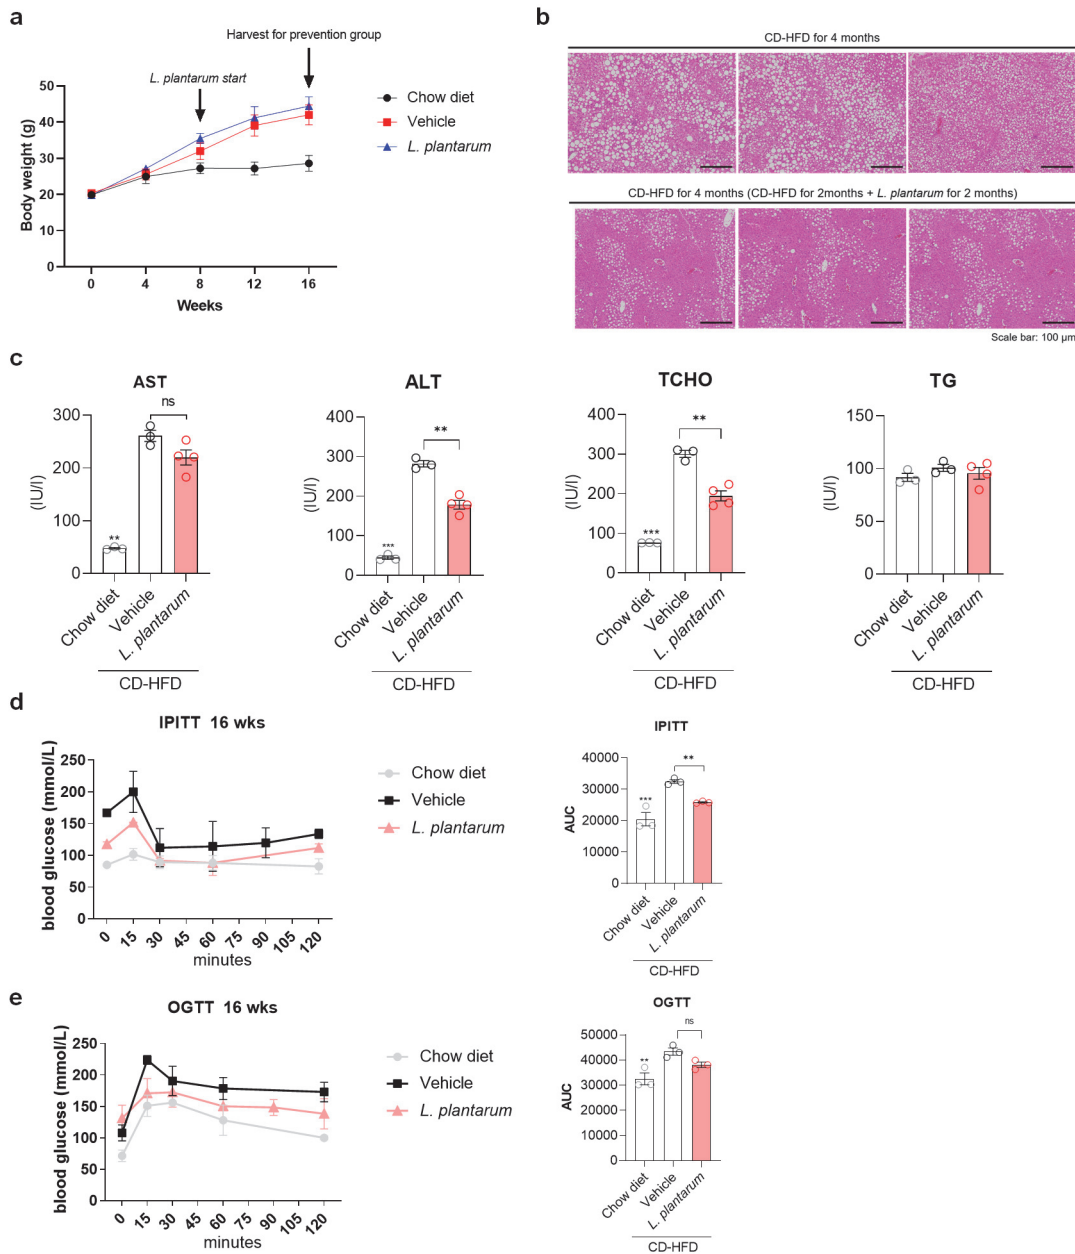 a
Harvest for prevention group
L. plantarum start
Body weight (g)
50
40
30
20
10
0
0 4 8 12 16
Weeks
Chow diet
Vehicle
L. plantarum
b
CD-HFD for 4 months
CD-HFD for 4 months (CD-HFD for 2months + L. plantarum for 2 months)
Scale bar: 100 µm
c
AST
ns
(IU/l)
300
200
100
0
**
Chow diet
Vehicle
L. plantarum
CD-HFD
ALT
**
(IU/l)
400
300
200
100
0
***
Chow diet
Vehicle
L. plantarum
CD-HFD
TCHO
**
(IU/l)
400
300
200
100
0
***
Chow diet
Vehicle
L. plantarum
CD-HFD
TG
(IU/l)
150
100
50
0
Chow diet
Vehicle
L. plantarum
CD-HFD
d
IPITT 16 wks
blood glucose (mmol/L)
250
200
150
100
50
0
0 15 30 45 60 75 90 105 120
minutes
Chow diet
Vehicle
L. plantarum
IPITT
**
AUC
40000
30000
20000
10000
0
***
Chow diet
Vehicle
L. plantarum
CD-HFD
e
OGTT 16 wks
blood glucose (mmol/L)
250
200
150
100
50
0
0 15 30 45 60 75 90 105 120
minutes
Chow diet
Vehicle
L. plantarum
OGTT
ns
AUC
50000
40000
30000
20000
10000
0
**
Chow diet
Vehicle
L. plantarum
CD-HFD